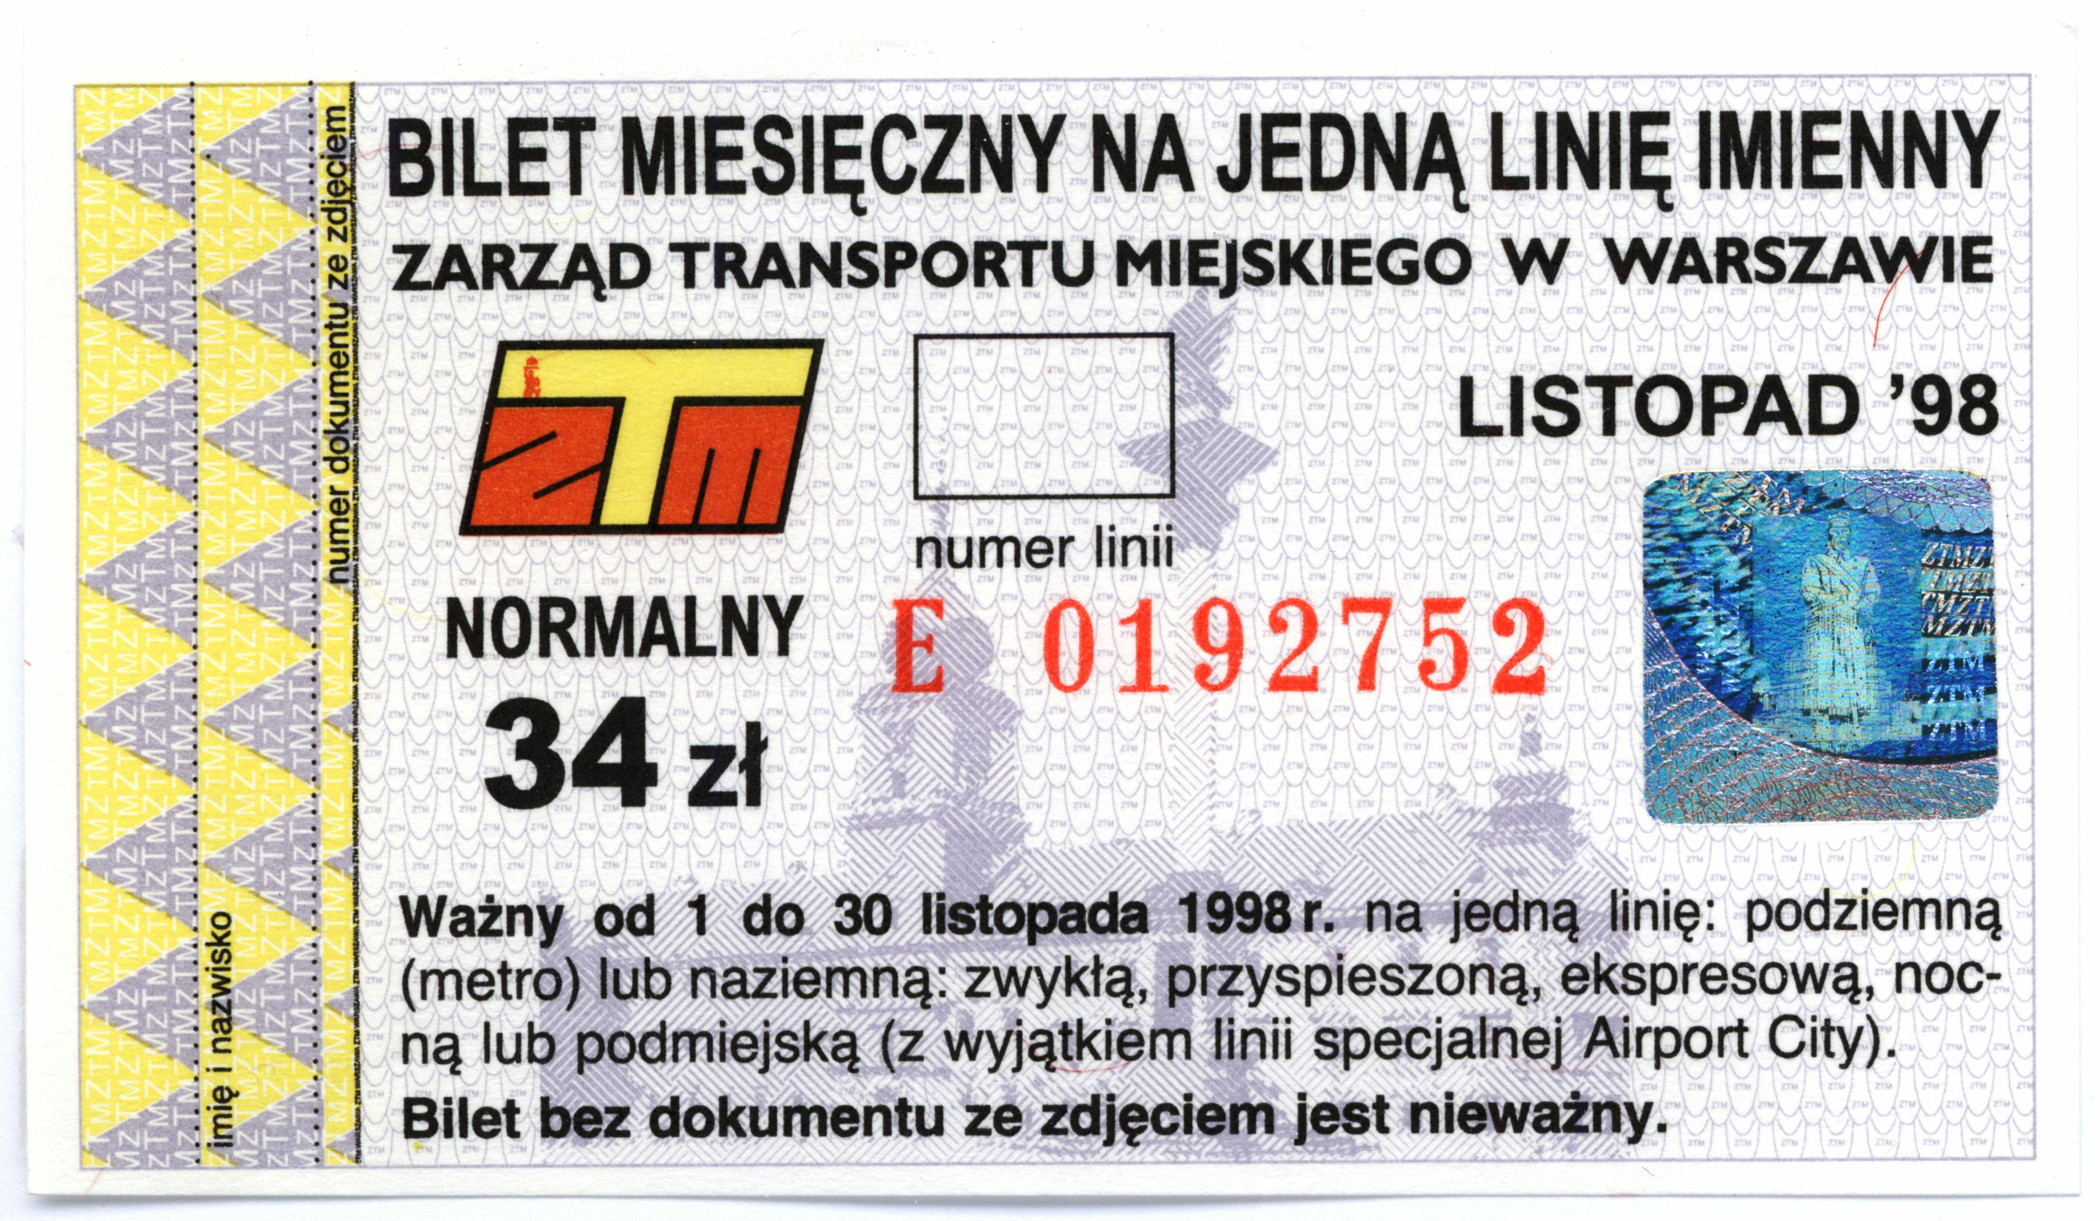 BILET MIESIĘCZNY NA JEDNĄ LINIĘ IMIENNY
ZARZĄD TRANSPORTU MIEJSKIEGO W WARSZAWIE
ZTM
LISTOPAD '98
numer linii
NORMALNY
E 0192752
34 zł
Ważny od 1 do 30 listopada 1998 r. na jedną linię: podziemną
(metro) lub naziemną: zwykłą, przyspieszoną, ekspresową, noc-
ną lub podmiejską (z wyjątkiem linii specjalnej Airport City).
Bilet bez dokumentu ze zdjęciem jest nieważny.
imię i nazwisko
numer dokumentu ze zdjęciem